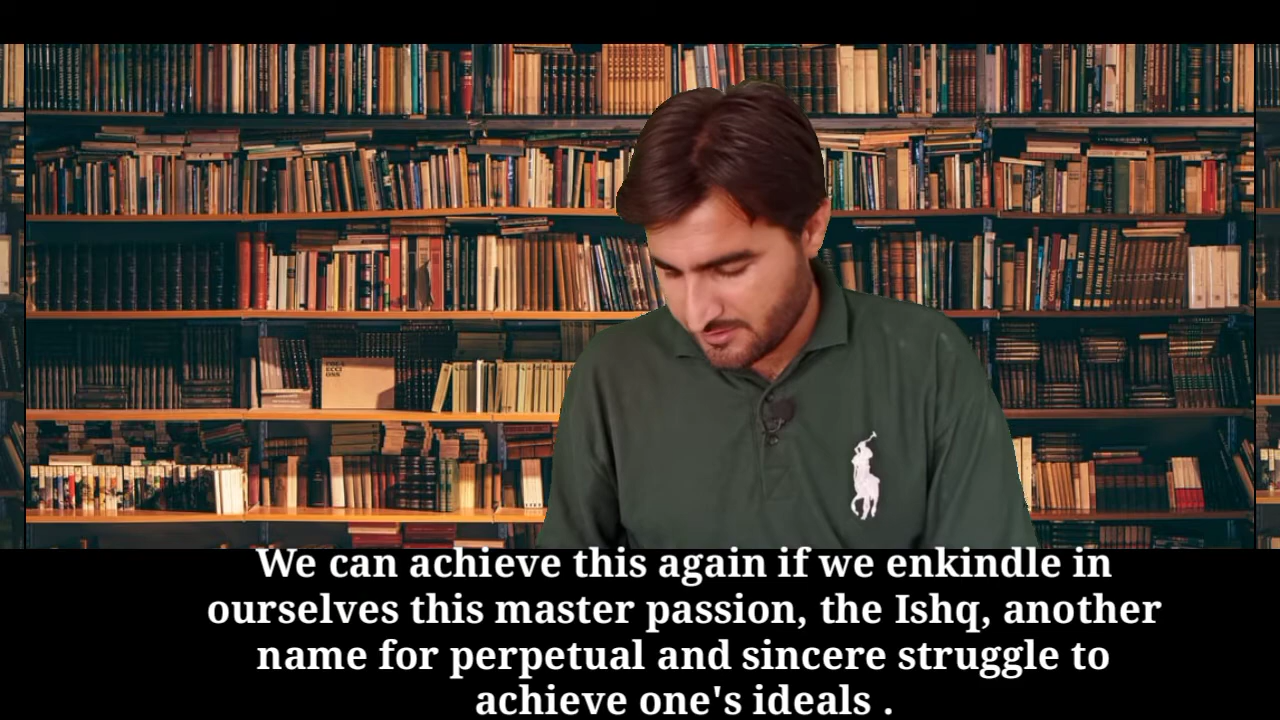 We can achieve this again if we enkindle in
ourselves this master passion, the Ishq, another
name for perpetual and sincere struggle to
achieve one's ideals .